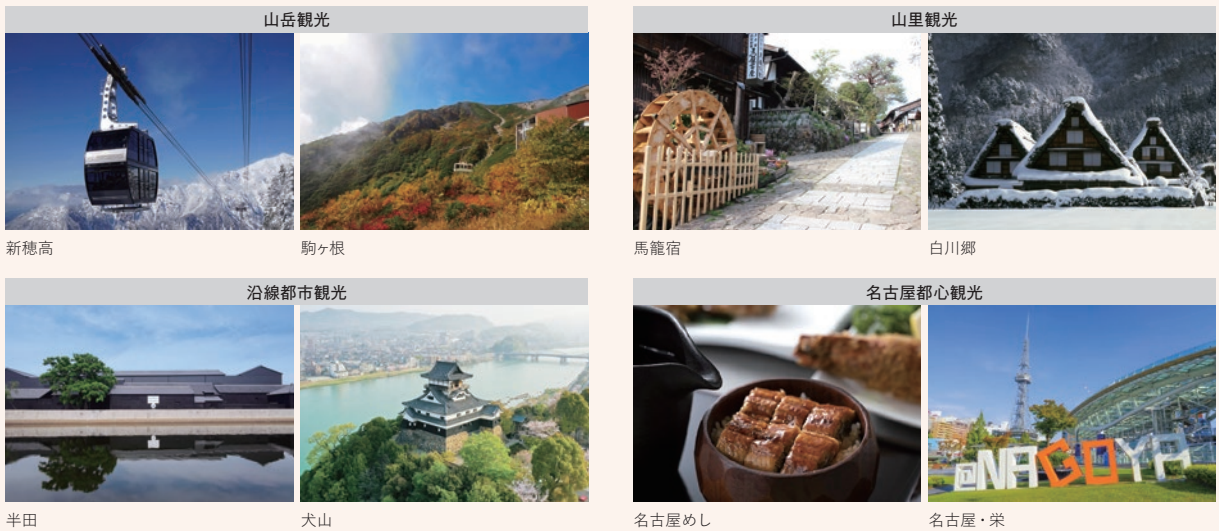 山岳観光
新穂高
駒ヶ根
山里観光
馬籠宿
白川郷
沿線都市観光
半田
犬山
名古屋都心観光
名古屋めし
名古屋・栄
@NAGOYA